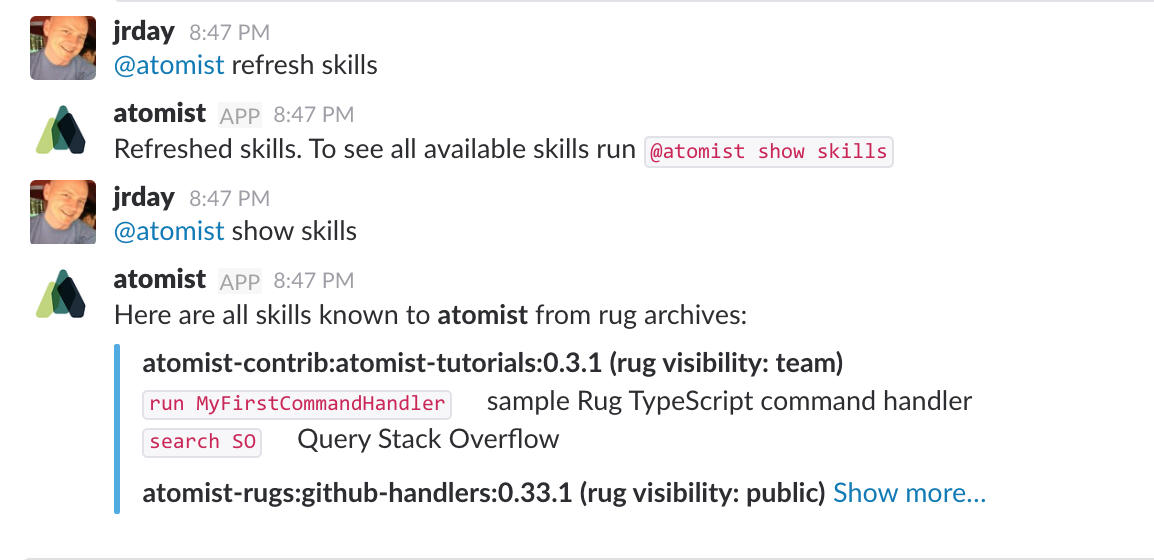 jrday 8:47 PM
@atomist refresh skills
atomist APP 8:47 PM
Refreshed skills. To see all available skills run @atomist show skills
jrday 8:47 PM
@atomist show skills
atomist APP 8:47 PM
Here are all skills known to atomist from rug archives:
atomist-contrib:atomist-tutorials:0.3.1 (rug visibility: team)
run MyFirstCommandHandler sample Rug TypeScript command handler
search SO Query Stack Overflow
atomist-rugs:github-handlers:0.33.1 (rug visibility: public) Show more...